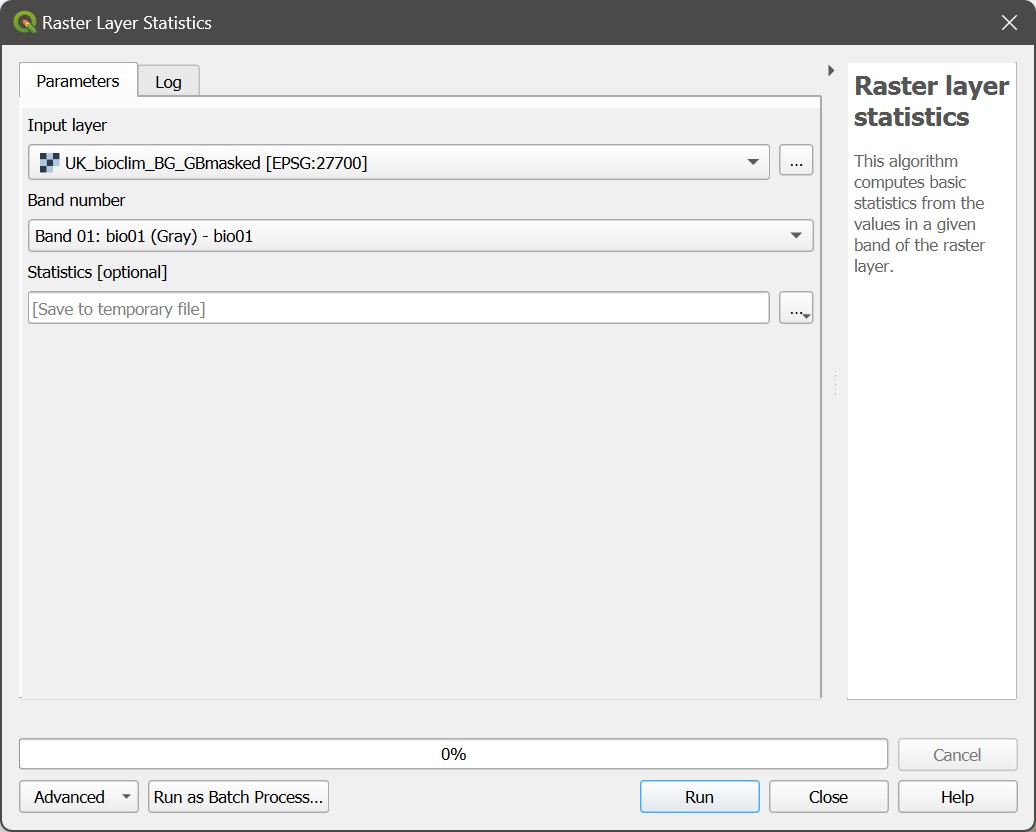 Raster Layer Statistics
Parameters
Log
Input layer
UK_bioclim_BG_GBmasked [EPSG:27700]
...
Band number
Band 01: bio01 (Gray) - bio01
Statistics [optional]
[Save to temporary file]
...
Raster layer
statistics
This algorithm
computes basic
statistics from the
values in a given
band of the raster
layer.
0%
Cancel
Advanced
Run as Batch Process...
Run
Close
Help